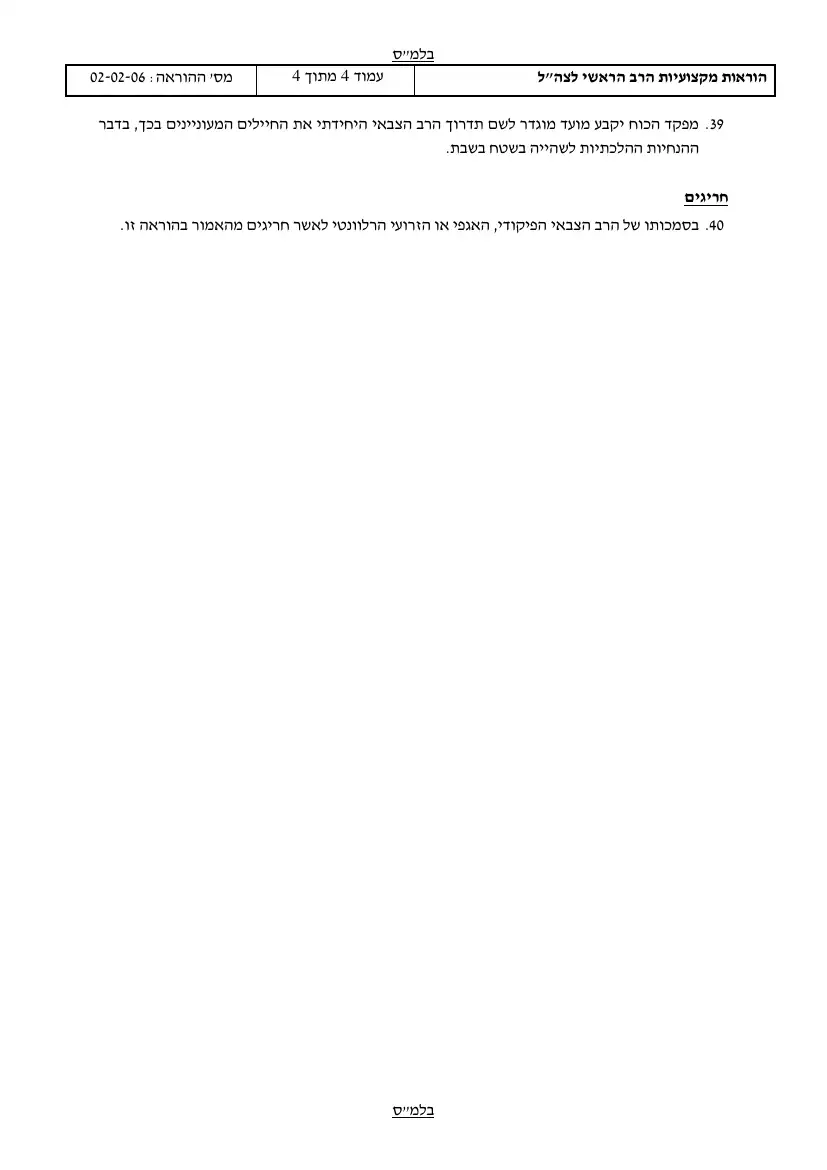 בלמ״ס
הוראות מקצועיות הרב הראשי לצה״ל עמוד 4 מתוך 4 מס׳ ההוראה : 02-02-06
39. מפקד הכוח יקבע מועד מוגדר לשם תדרוך הרב הצבאי היחידתי את החיילים המעוניינים בכך, בדבר
ההנחיות ההלכתיות לשהייה בשטח בשבת.
חריגים
40. בסמכותו של הרב הצבאי הפיקודי, האגפי או הזרועי הרלוונטי לאשר חריגים מהאמור בהוראה זו.
בלמ״ס